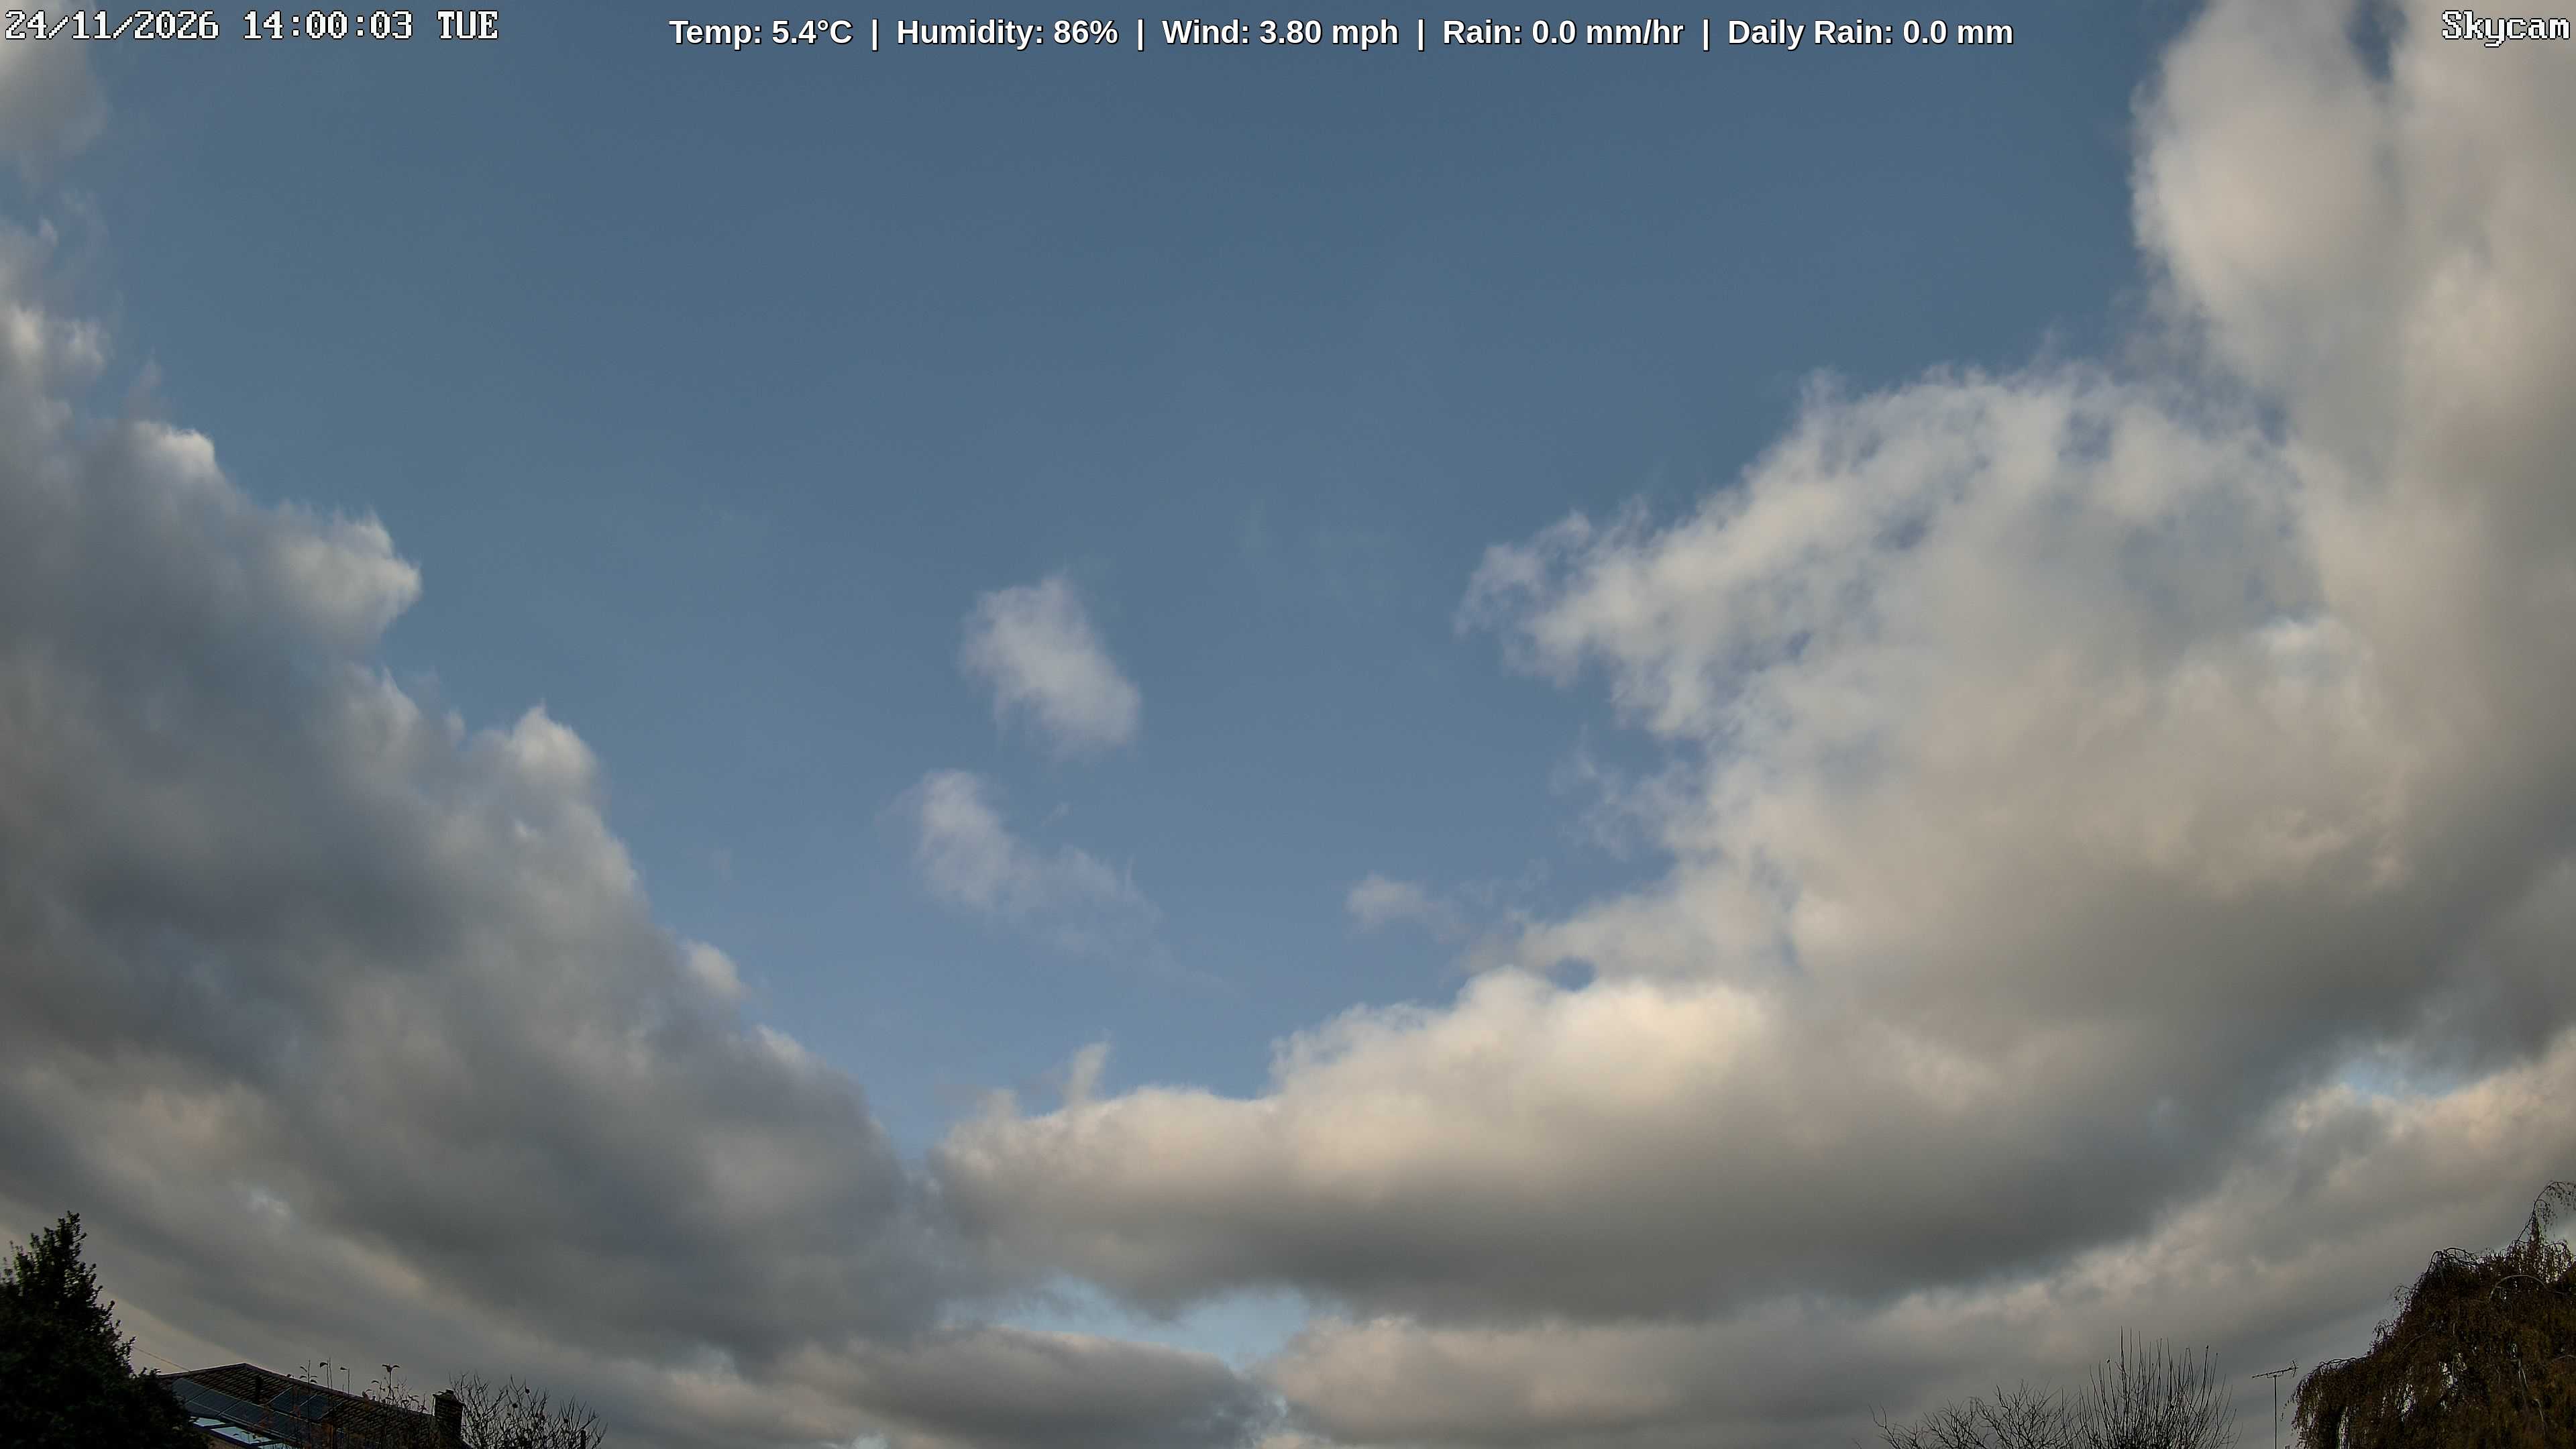 24/11/2026 14:00:03 TUE
Temp: 5.4°C | Humidity: 86% | Wind: 3.80 mph | Rain: 0.0 mm/hr | Daily Rain: 0.0 mm
Skycam